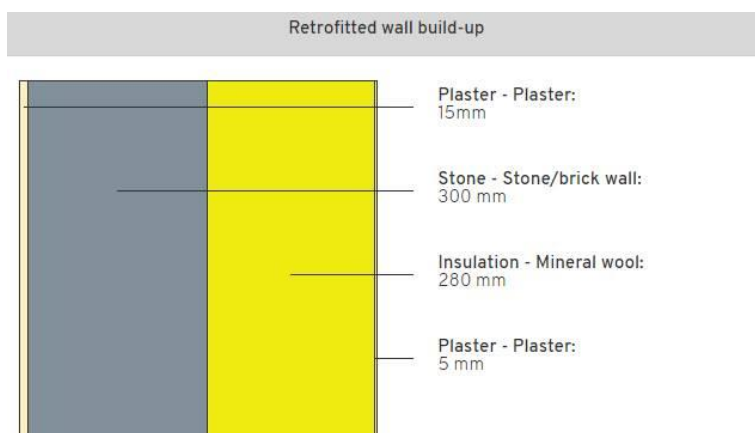 Retrofitted wall build-up
Plaster - Plaster:
15mm
Stone - Stone/brick wall:
300 mm
Insulation - Mineral wool:
280 mm
Plaster - Plaster:
5 mm